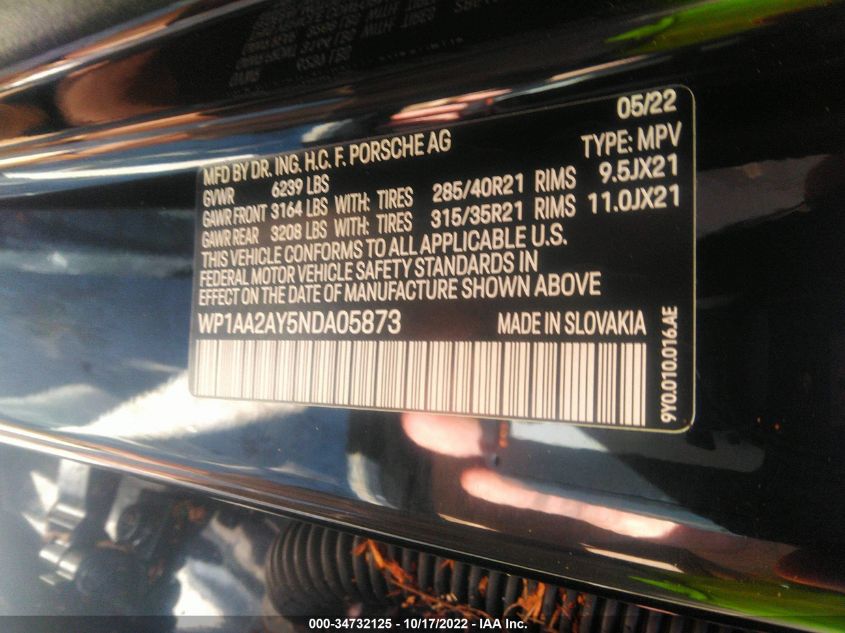 05/22
MFD BY DR. ING. H.C. F. PORSCHE AG TYPE: MPV
GVWR 6239 LBS
GAWR FRONT 3164 LBS WITH: TIRES 285/40R21 RIMS 9.5JX21
GAWR REAR 3208 LBS WITH: TIRES 315/35R21 RIMS 11.0JX21
THIS VEHICLE CONFORMS TO ALL APPLICABLE U.S.
FEDERAL MOTOR VEHICLE SAFETY STANDARDS IN
EFFECT ON THE DATE OF MANUFACTURE SHOWN ABOVE
WP1AA2AY5NDA05873 MADE IN SLOVAKIA
9Y0.010.016.AE
000-34732125 - 10/17/2022 - IAA Inc.